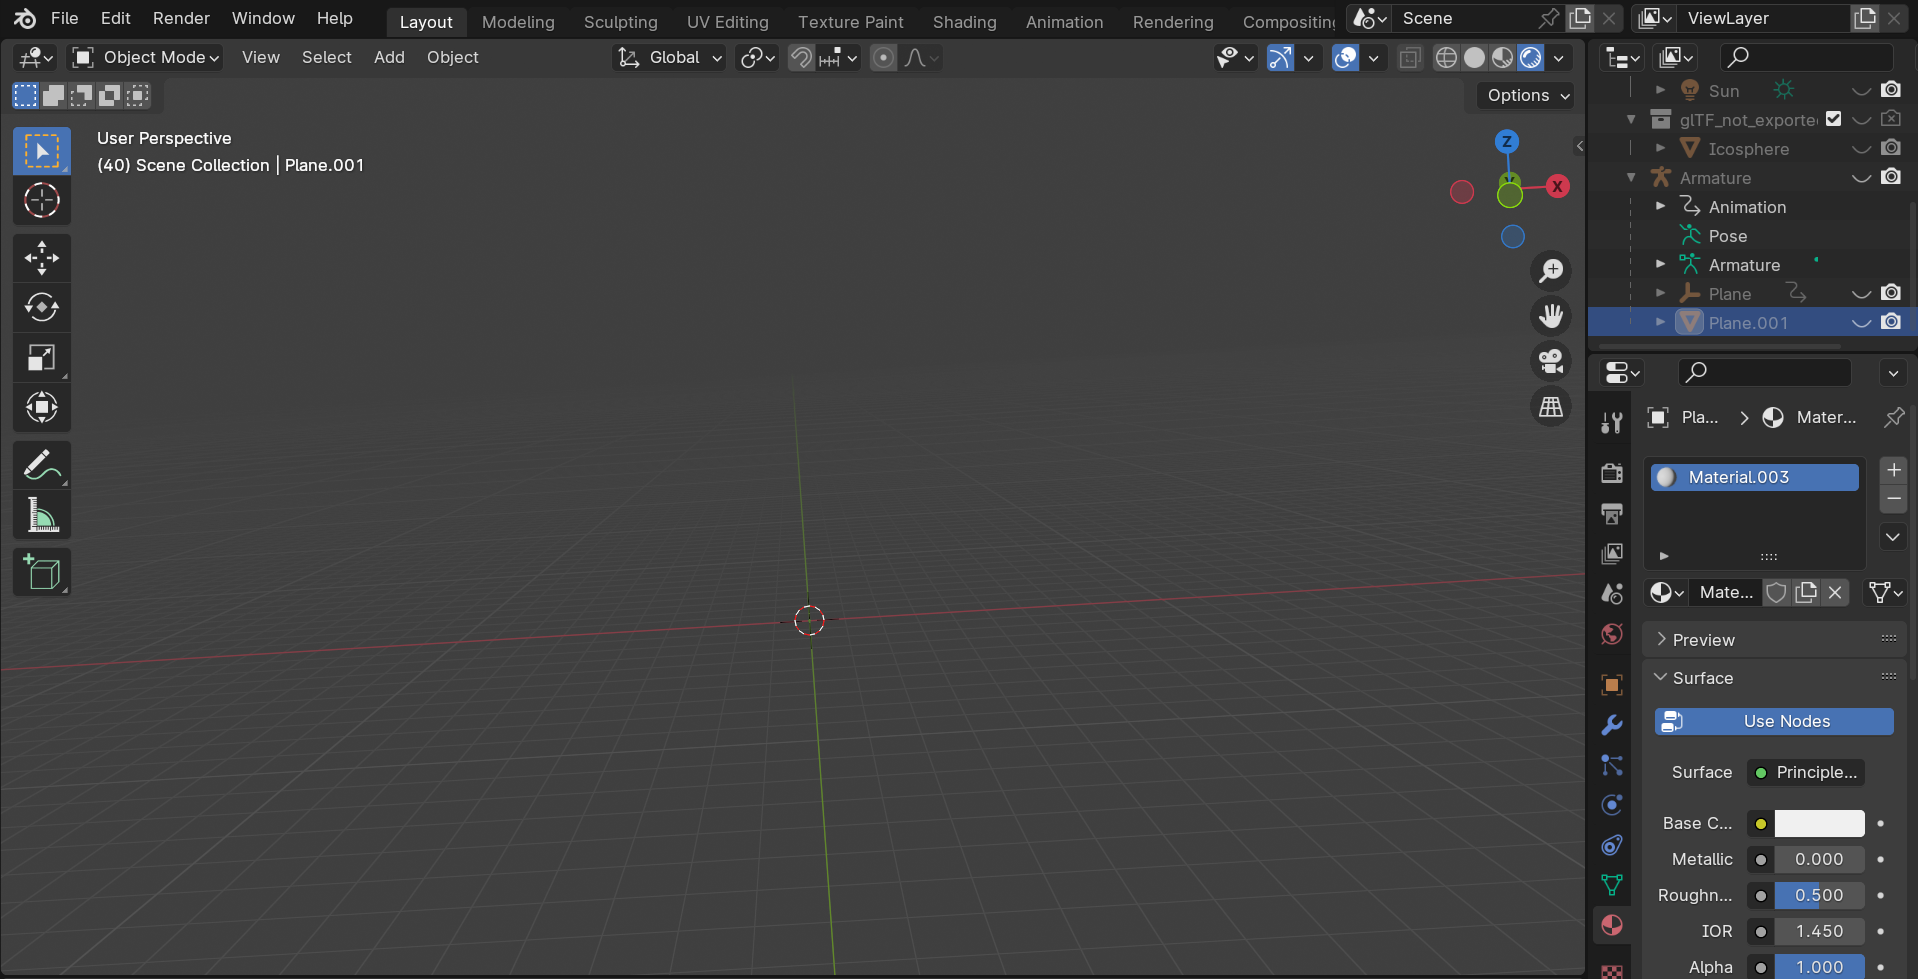 File Edit Render Window Help Layout Modeling Sculpting UV Editing Texture Paint Shading Animation Rendering Compositing Scene ViewLayer
Object Mode View Select Add Object Global
Options
User Perspective
(40) Scene Collection | Plane.001
Z
Y
X
Sun
glTF_not_exporte
Icosphere
Armature
Animation
Pose
Armature
Plane
Plane.001
Pla... Mater...
Material.003
Mate...
Preview
Surface
Use Nodes
Surface Principle...
Base C...
Metallic 0.000
Roughn... 0.500
IOR 1.450
Alpha 1.000